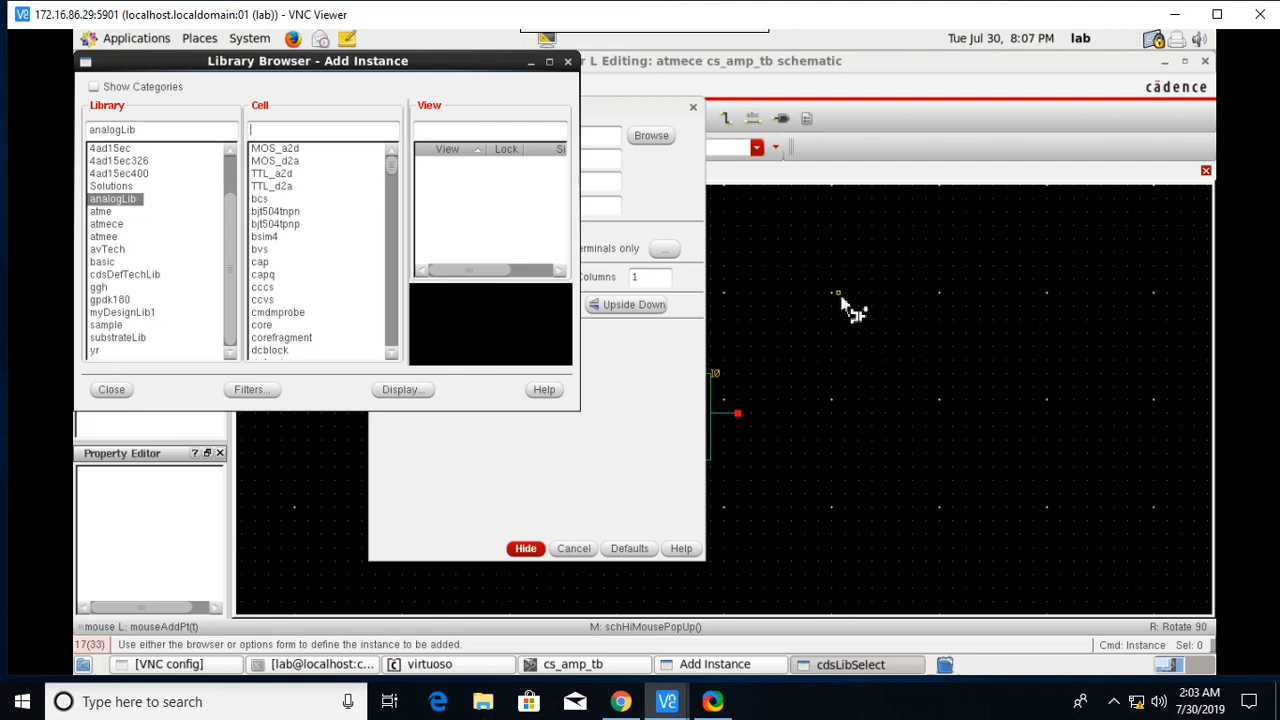 172.16.86.29:5901 (localhost.localdomain:01 (lab)) - VNC Viewer
Applications Places System
Tue Jul 30, 8:07 PM lab
Library Browser - Add Instance
r L Editing: atmece cs_amp_tb schematic
cādence
Show Categories
Library
Cell
View
analogLib
Browse
4ad15ec
4ad15ec326
4ad15ec400
Solutions
analogLib
atme
atmece
atmee
avTech
basic
cdsDefTechLib
ggh
gpdk180
myDesignLib1
sample
substrateLib
yr
MOS_a2d
MOS_d2a
TTL_a2d
TTL_d2a
bcs
bjt504tnpn
bjt504tpnp
bsim4
bvs
cap
capq
cccs
ccvs
cmdmprobe
core
corefragment
dcblock
View Lock Si
erminals only ...
Columns 1
Upside Down
I0
Close Filters... Display... Help
Property Editor
Hide Cancel Defaults Help
mouse L: mouseAddPt(t)
M: schHiMousePopUp()
R: Rotate 90
17(33) Use either the browser or options form to define the instance to be added.
Cmd: Instance Sel: 0
[VNC config]
[lab@localhost:c...
virtuoso
cs_amp_tb
Add Instance
cdsLibSelect
Type here to search
2:03 AM
7/30/2019